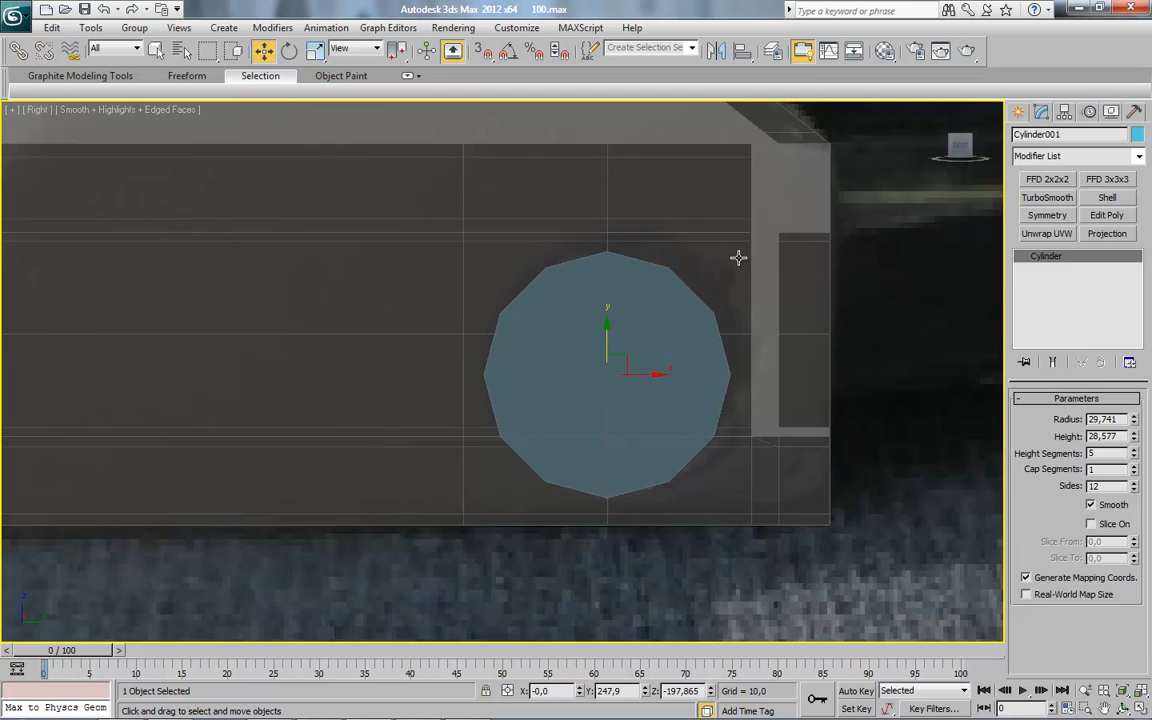 Autodesk 3ds Max 2012 x64 100.max
Type a keyword or phrase
Edit Tools Group Views Create Modifiers Animation Graph Editors Rendering Customize MAXScript Help
All View Create Selection Se
Graphite Modeling Tools Freeform Selection Object Paint
[ + ] [ Right ] [ Smooth + Highlights + Edged Faces ]
y
x
z
Cylinder001
Modifier List
FFD 2x2x2 FFD 3x3x3
TurboSmooth Shell
Symmetry Edit Poly
Unwrap UVW Projection
Cylinder
- Parameters
Radius: 29,741
Height: 28,577
Height Segments: 5
Cap Segments: 1
Sides: 12
Smooth
Slice On
Slice From: 0,0
Slice To: 0,0
Generate Mapping Coords.
Real-World Map Size
< 0 / 100 >
0 5 10 15 20 25 30 35 40 45 50 55 60 65 70 75 80 85 90 95 100
1 Object Selected X: -0,0 Y: 247,9 Z: -197,865 Grid = 10,0 Auto Key Selected
Max to Physcs Geom Click and drag to select and move objects Add Time Tag Set Key Key Filters... 0